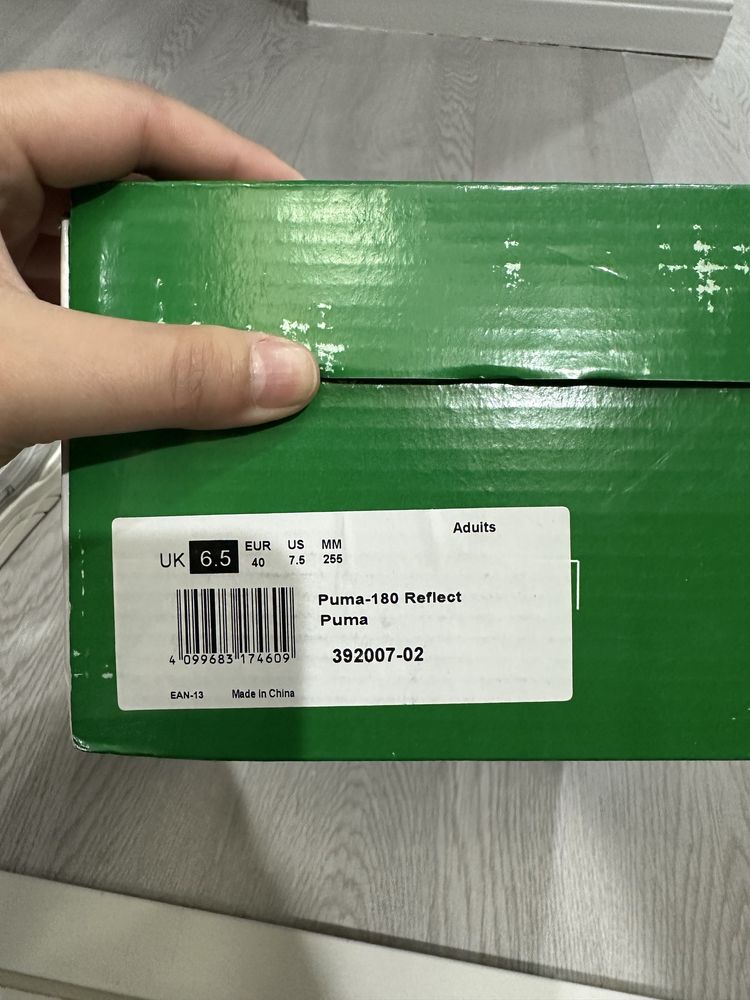 Aduits
UK 6.5 EUR US MM
40 7.5 255
Puma-180 Reflect
Puma
4 099683 174609
392007-02
EAN-13 Made in China